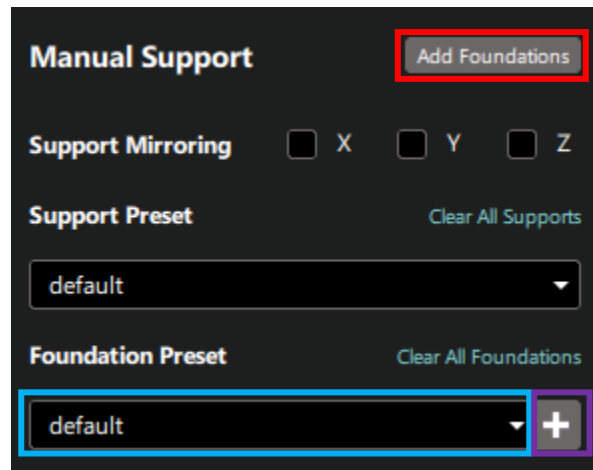 Manual Support Add Foundations
Support Mirroring X Y Z
Support Preset Clear All Supports
default
Foundation Preset Clear All Foundations
default +